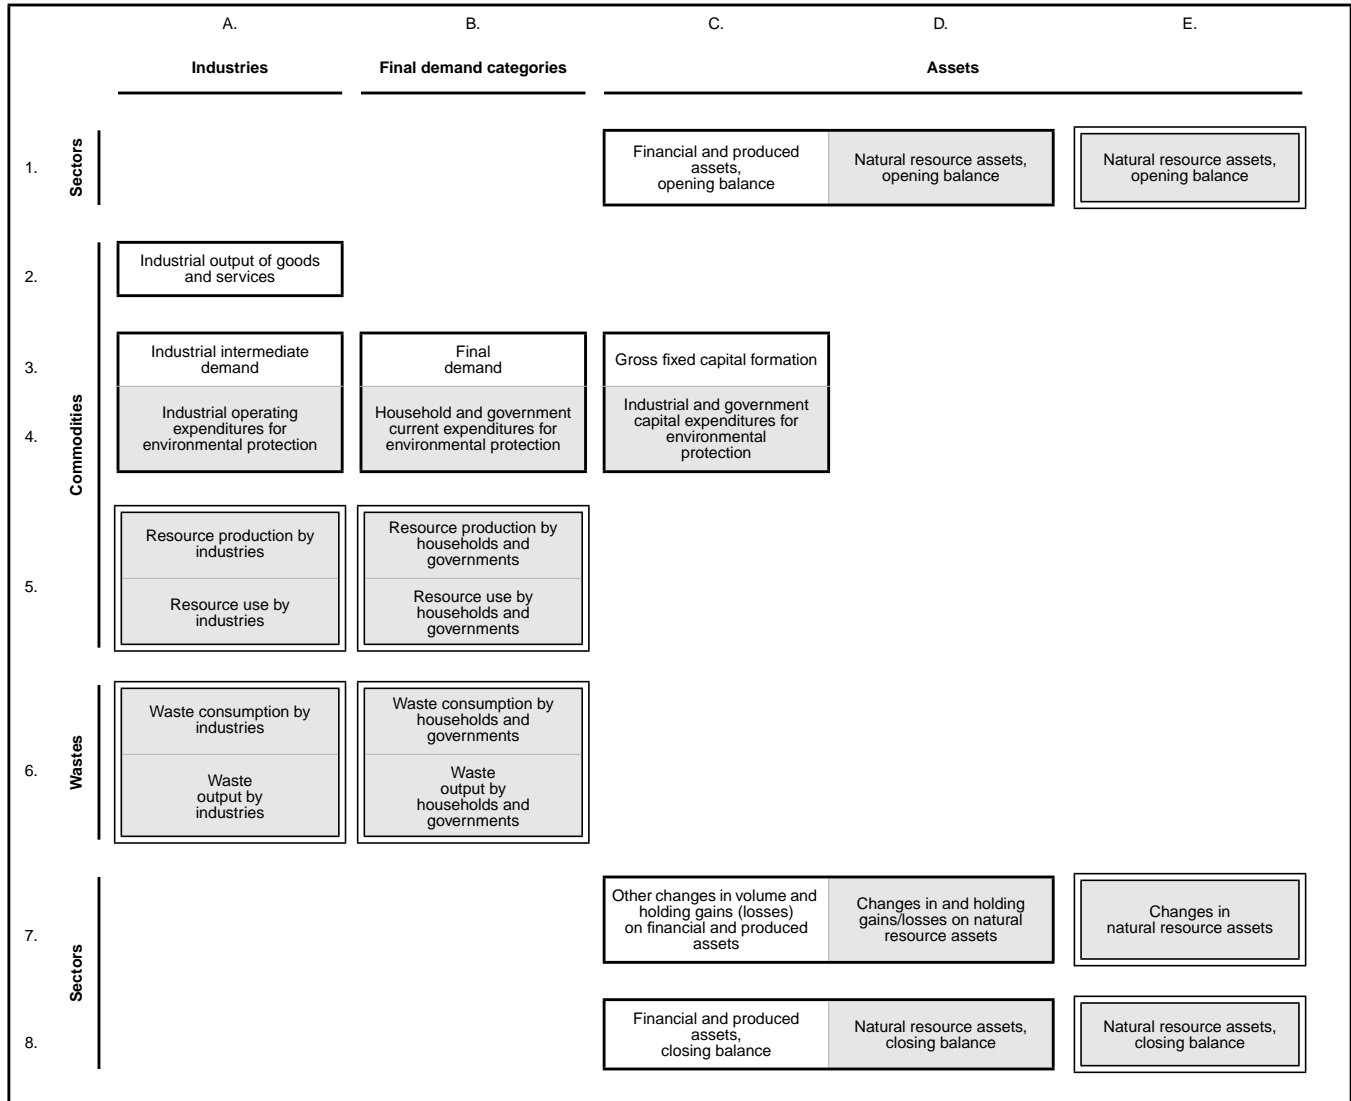 A.
B.
C.
D.
E.
Industries
Final demand categories
Assets
1.
Sectors
Financial and produced
assets,
opening balance
Natural resource assets,
opening balance
Natural resource assets,
opening balance
Commodities
2.
Industrial output of goods
and services
3.
Industrial intermediate
demand
Final
demand
Gross fixed capital formation
4.
Industrial operating
expenditures for
environmental protection
Household and government
current expenditures for
environmental protection
Industrial and government
capital expenditures for
environmental
protection
5.
Resource production by
industries
Resource production by
households and
governments
Resource use by
industries
Resource use by
households and
governments
6.
Wastes
Waste consumption by
industries
Waste consumption by
households and
governments
Waste
output by
industries
Waste
output by
households and
governments
7.
Sectors
Other changes in volume and
holding gains (losses)
on financial and produced
assets
Changes in and holding
gains/losses on natural
resource assets
Changes in
natural resource assets
8.
Financial and produced
assets,
closing balance
Natural resource assets,
closing balance
Natural resource assets,
closing balance